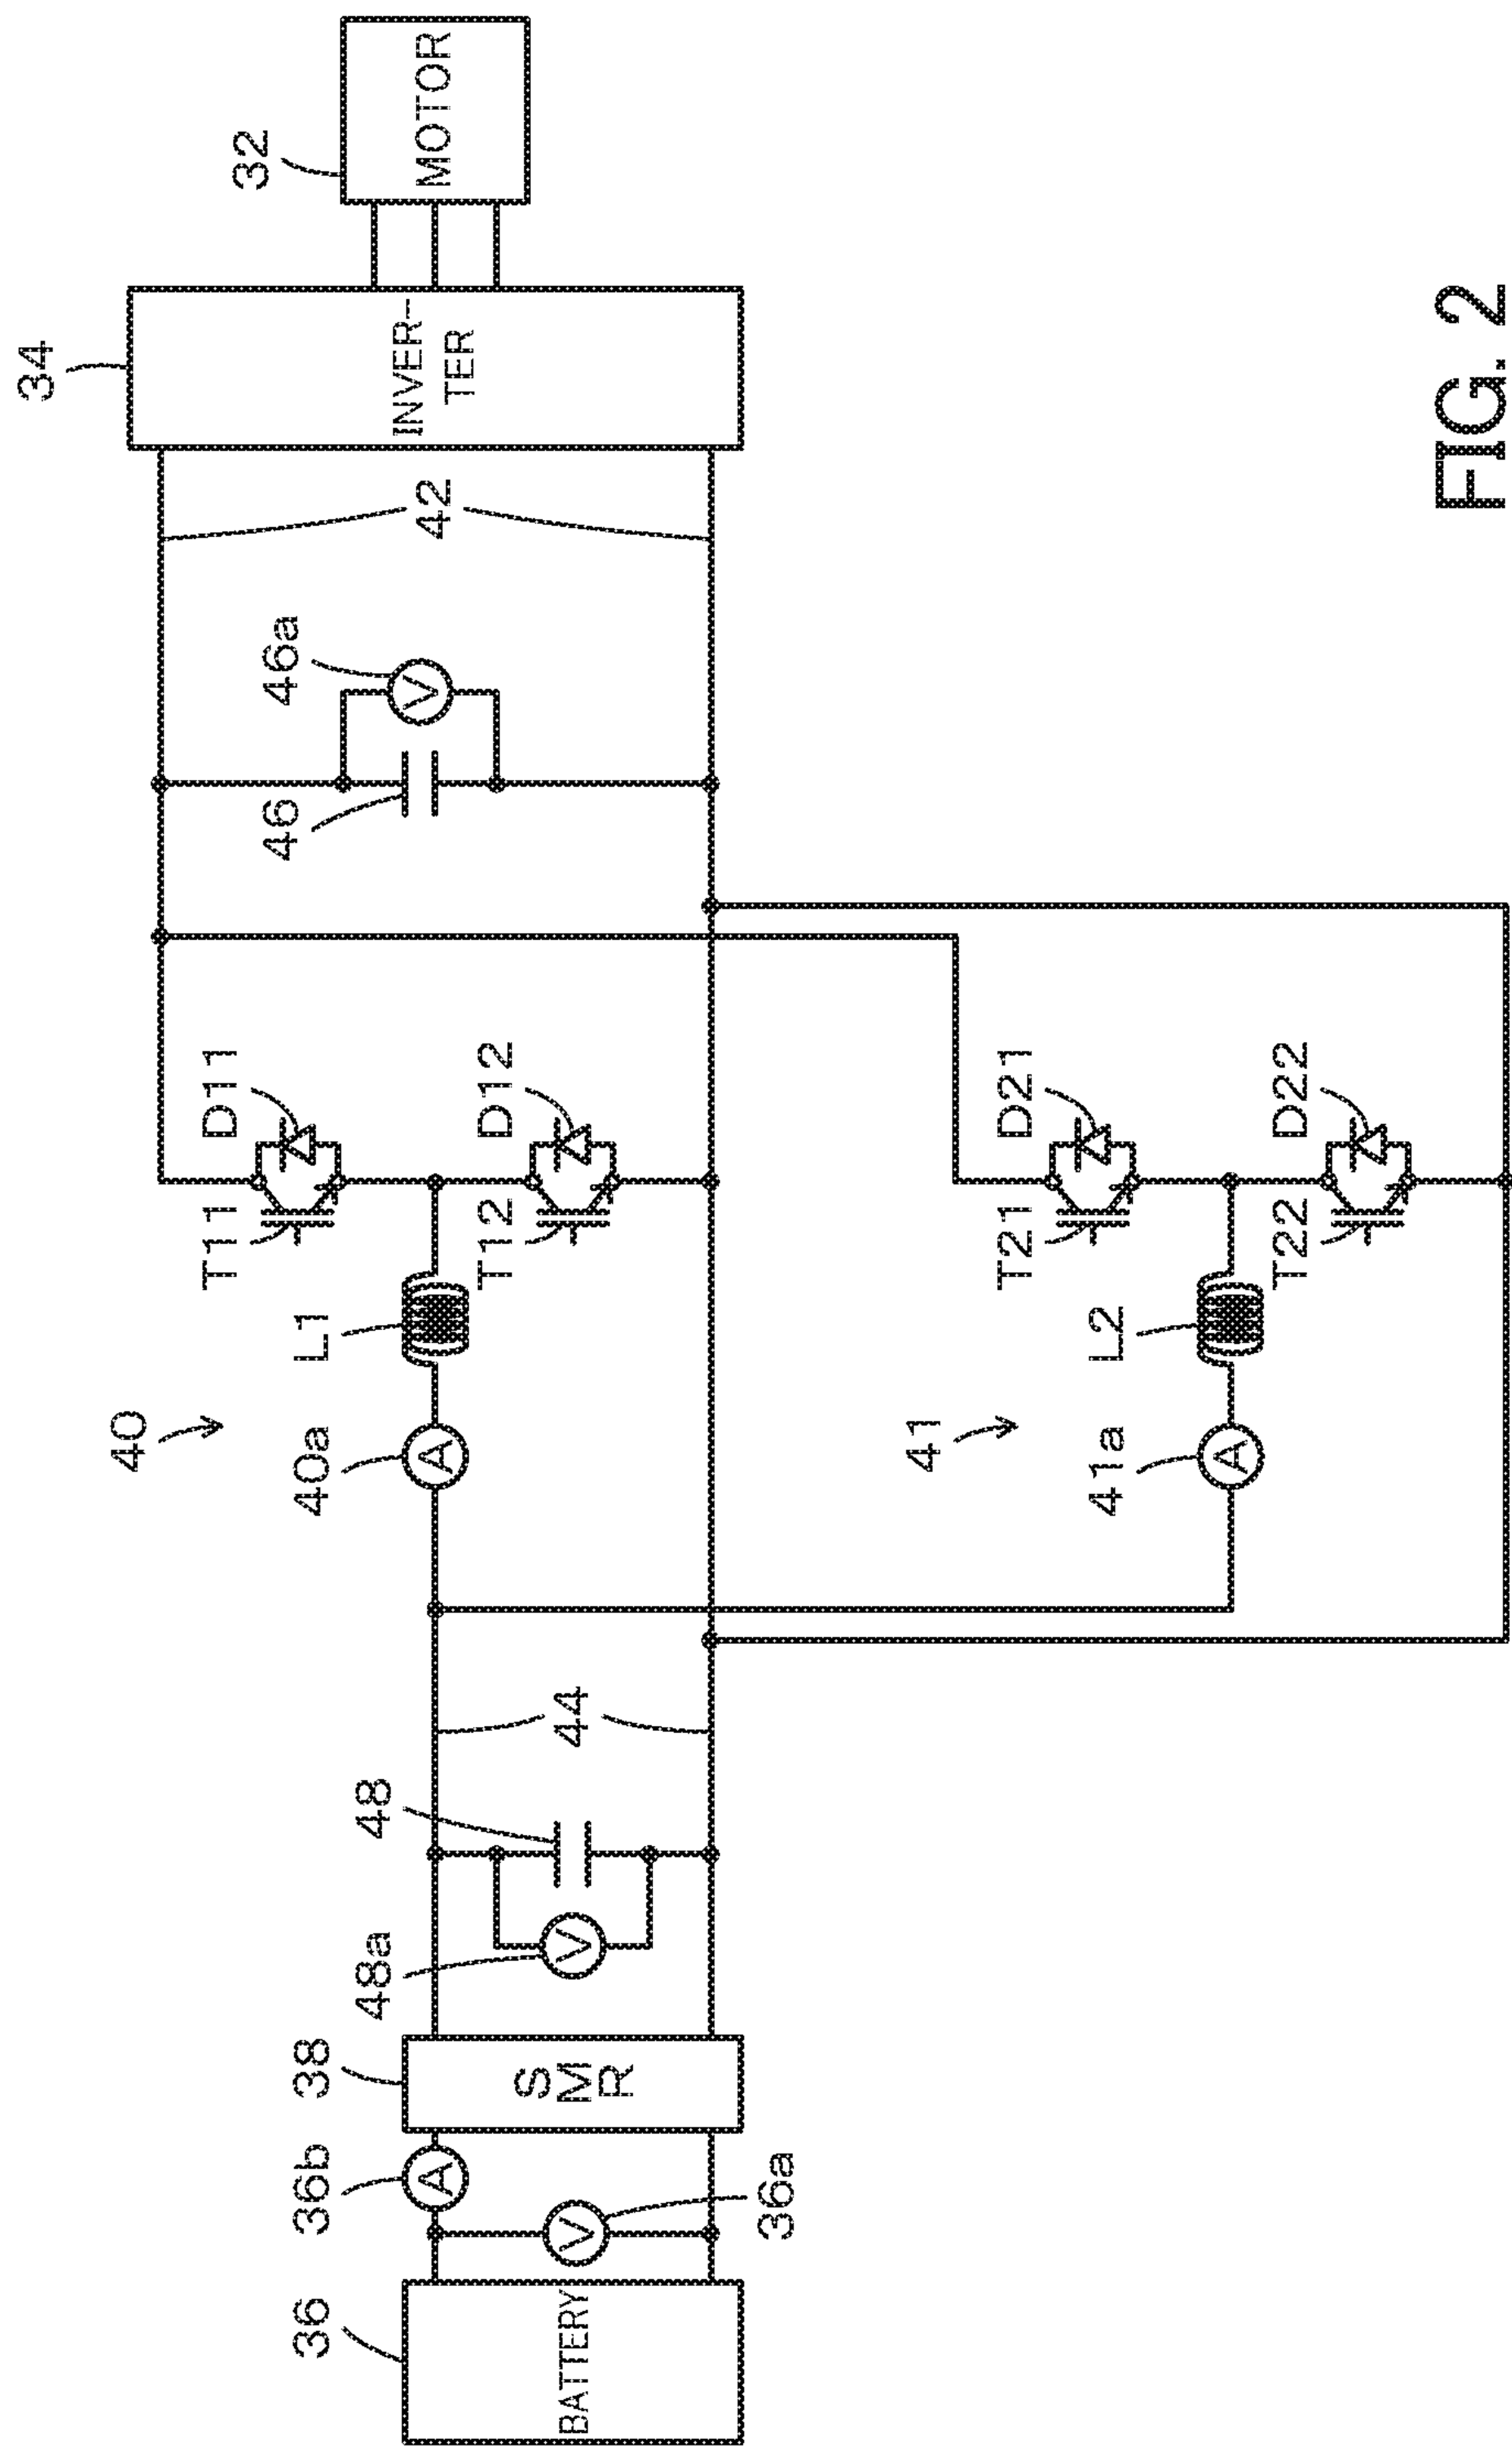 34
32
MOTOR
INVER-
TER
42
46a
V
46
40
T11
D11
40a
A
L1
T12
D12
44
48
48a
V
38
S
M
R
36b
A
36
BATTERY
V
36a
41
T21
D21
41a
A
L2
T22
D22
FIG. 2